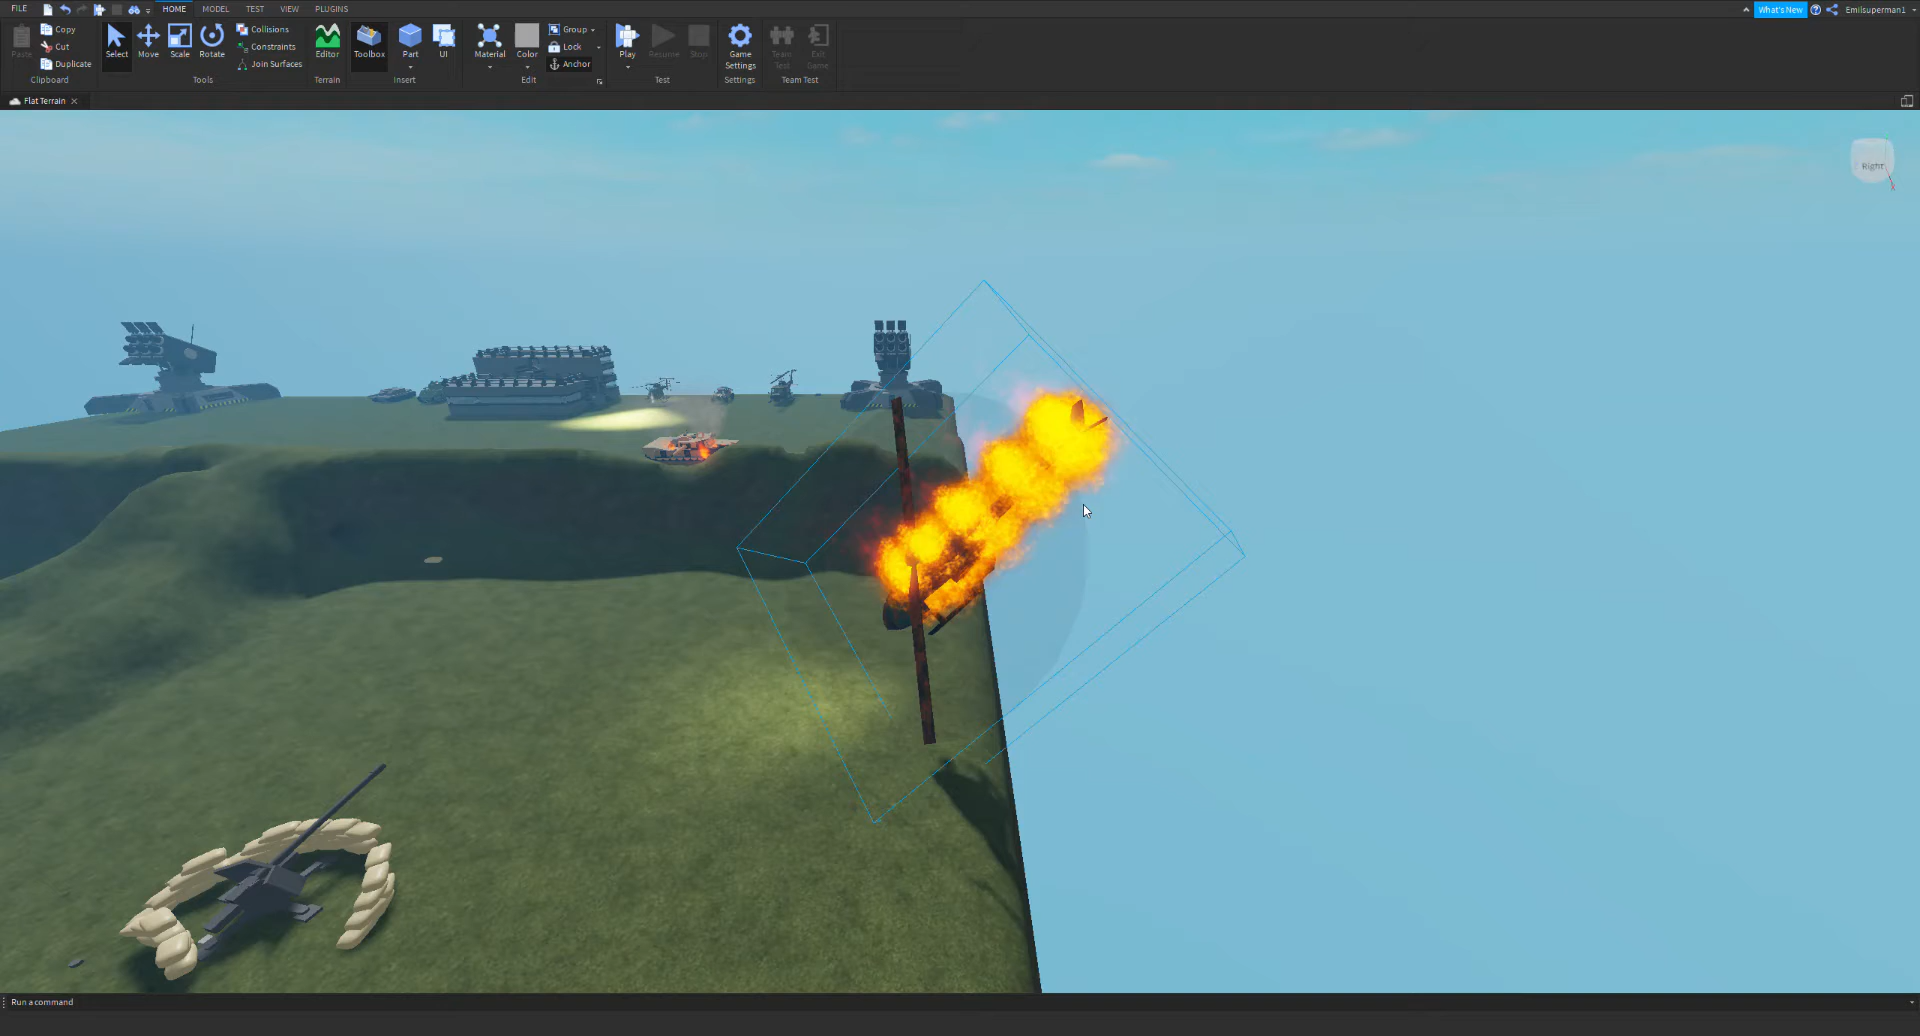 FILE HOME MODEL TEST VIEW PLUGINS What's New Emilsuperman1
Paste Copy Cut Duplicate Select Move Scale Rotate Collisions Constraints Join Surfaces Editor Toolbox Part UI Material Color Group Lock Anchor Play Resume Stop Game Settings Team Test Exit Game
Clipboard Tools Terrain Insert Edit Test Settings Team Test
Flat Terrain
Right
Run a command